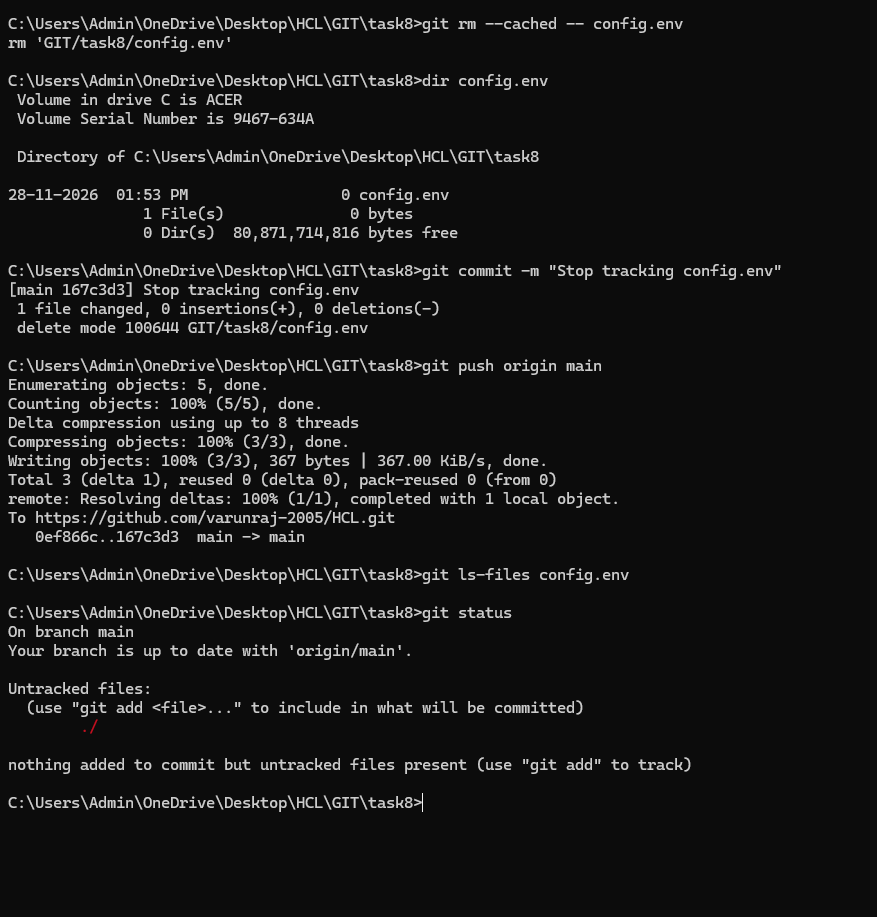 C:\Users\Admin\OneDrive\Desktop\HCL\GIT\task8>git rm --cached -- config.env
rm 'GIT/task8/config.env'
C:\Users\Admin\OneDrive\Desktop\HCL\GIT\task8>dir config.env
Volume in drive C is ACER
Volume Serial Number is 9467-634A
Directory of C:\Users\Admin\OneDrive\Desktop\HCL\GIT\task8
28-11-2026  01:53 PM                 0 config.env
1 File(s)              0 bytes
0 Dir(s)  80,871,714,816 bytes free
C:\Users\Admin\OneDrive\Desktop\HCL\GIT\task8>git commit -m "Stop tracking config.env"
[main 167c3d3] Stop tracking config.env
1 file changed, 0 insertions(+), 0 deletions(-)
delete mode 100644 GIT/task8/config.env
C:\Users\Admin\OneDrive\Desktop\HCL\GIT\task8>git push origin main
Enumerating objects: 5, done.
Counting objects: 100% (5/5), done.
Delta compression using up to 8 threads
Compressing objects: 100% (3/3), done.
Writing objects: 100% (3/3), 367 bytes | 367.00 KiB/s, done.
Total 3 (delta 1), reused 0 (delta 0), pack-reused 0 (from 0)
remote: Resolving deltas: 100% (1/1), completed with 1 local object.
To https://github.com/varunraj-2005/HCL.git
0ef866c..167c3d3  main -> main
C:\Users\Admin\OneDrive\Desktop\HCL\GIT\task8>git ls-files config.env
C:\Users\Admin\OneDrive\Desktop\HCL\GIT\task8>git status
On branch main
Your branch is up to date with 'origin/main'.
Untracked files:
(use "git add <file>..." to include in what will be committed)
./
nothing added to commit but untracked files present (use "git add" to track)
C:\Users\Admin\OneDrive\Desktop\HCL\GIT\task8>